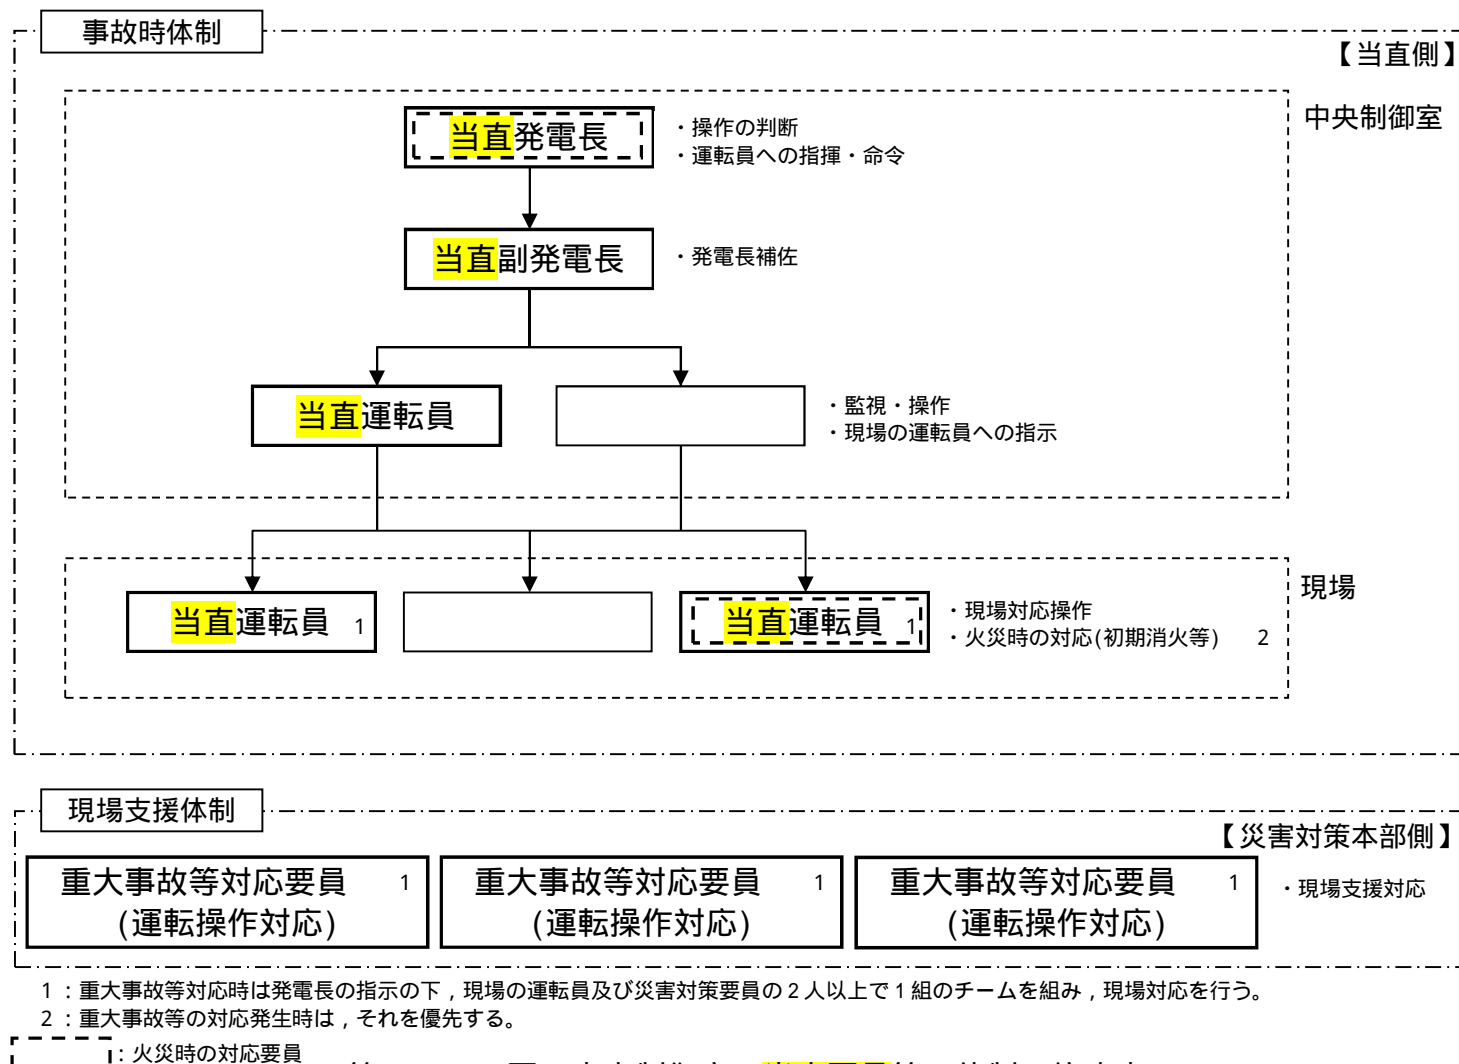 事故時体制
【当直側】
中央制御室
当直発電長
・操作の判断
・運転員への指揮・命令
当直副発電長
・発電長補佐
当直運転員
・監視・操作
・現場の運転員への指示
現場
当直運転員 1
当直運転員 1
・現場対応操作
・火災時の対応(初期消火等) 2
現場支援体制
【災害対策本部側】
重大事故等対応要員 1
(運転操作対応)
重大事故等対応要員 1
(運転操作対応)
重大事故等対応要員 1
(運転操作対応)
・現場支援対応
1：重大事故等対応時は発電長の指示の下，現場の運転員及び災害対策要員の２人以上で１組のチームを組み，現場対応を行う。
2：重大事故等の対応発生時は，それを優先する。
：火災時の対応要員